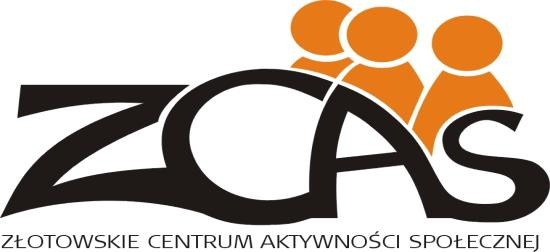 ZCAS
ZŁOTOWSKIE CENTRUM AKTYWNOŚCI SPOŁECZNEJ